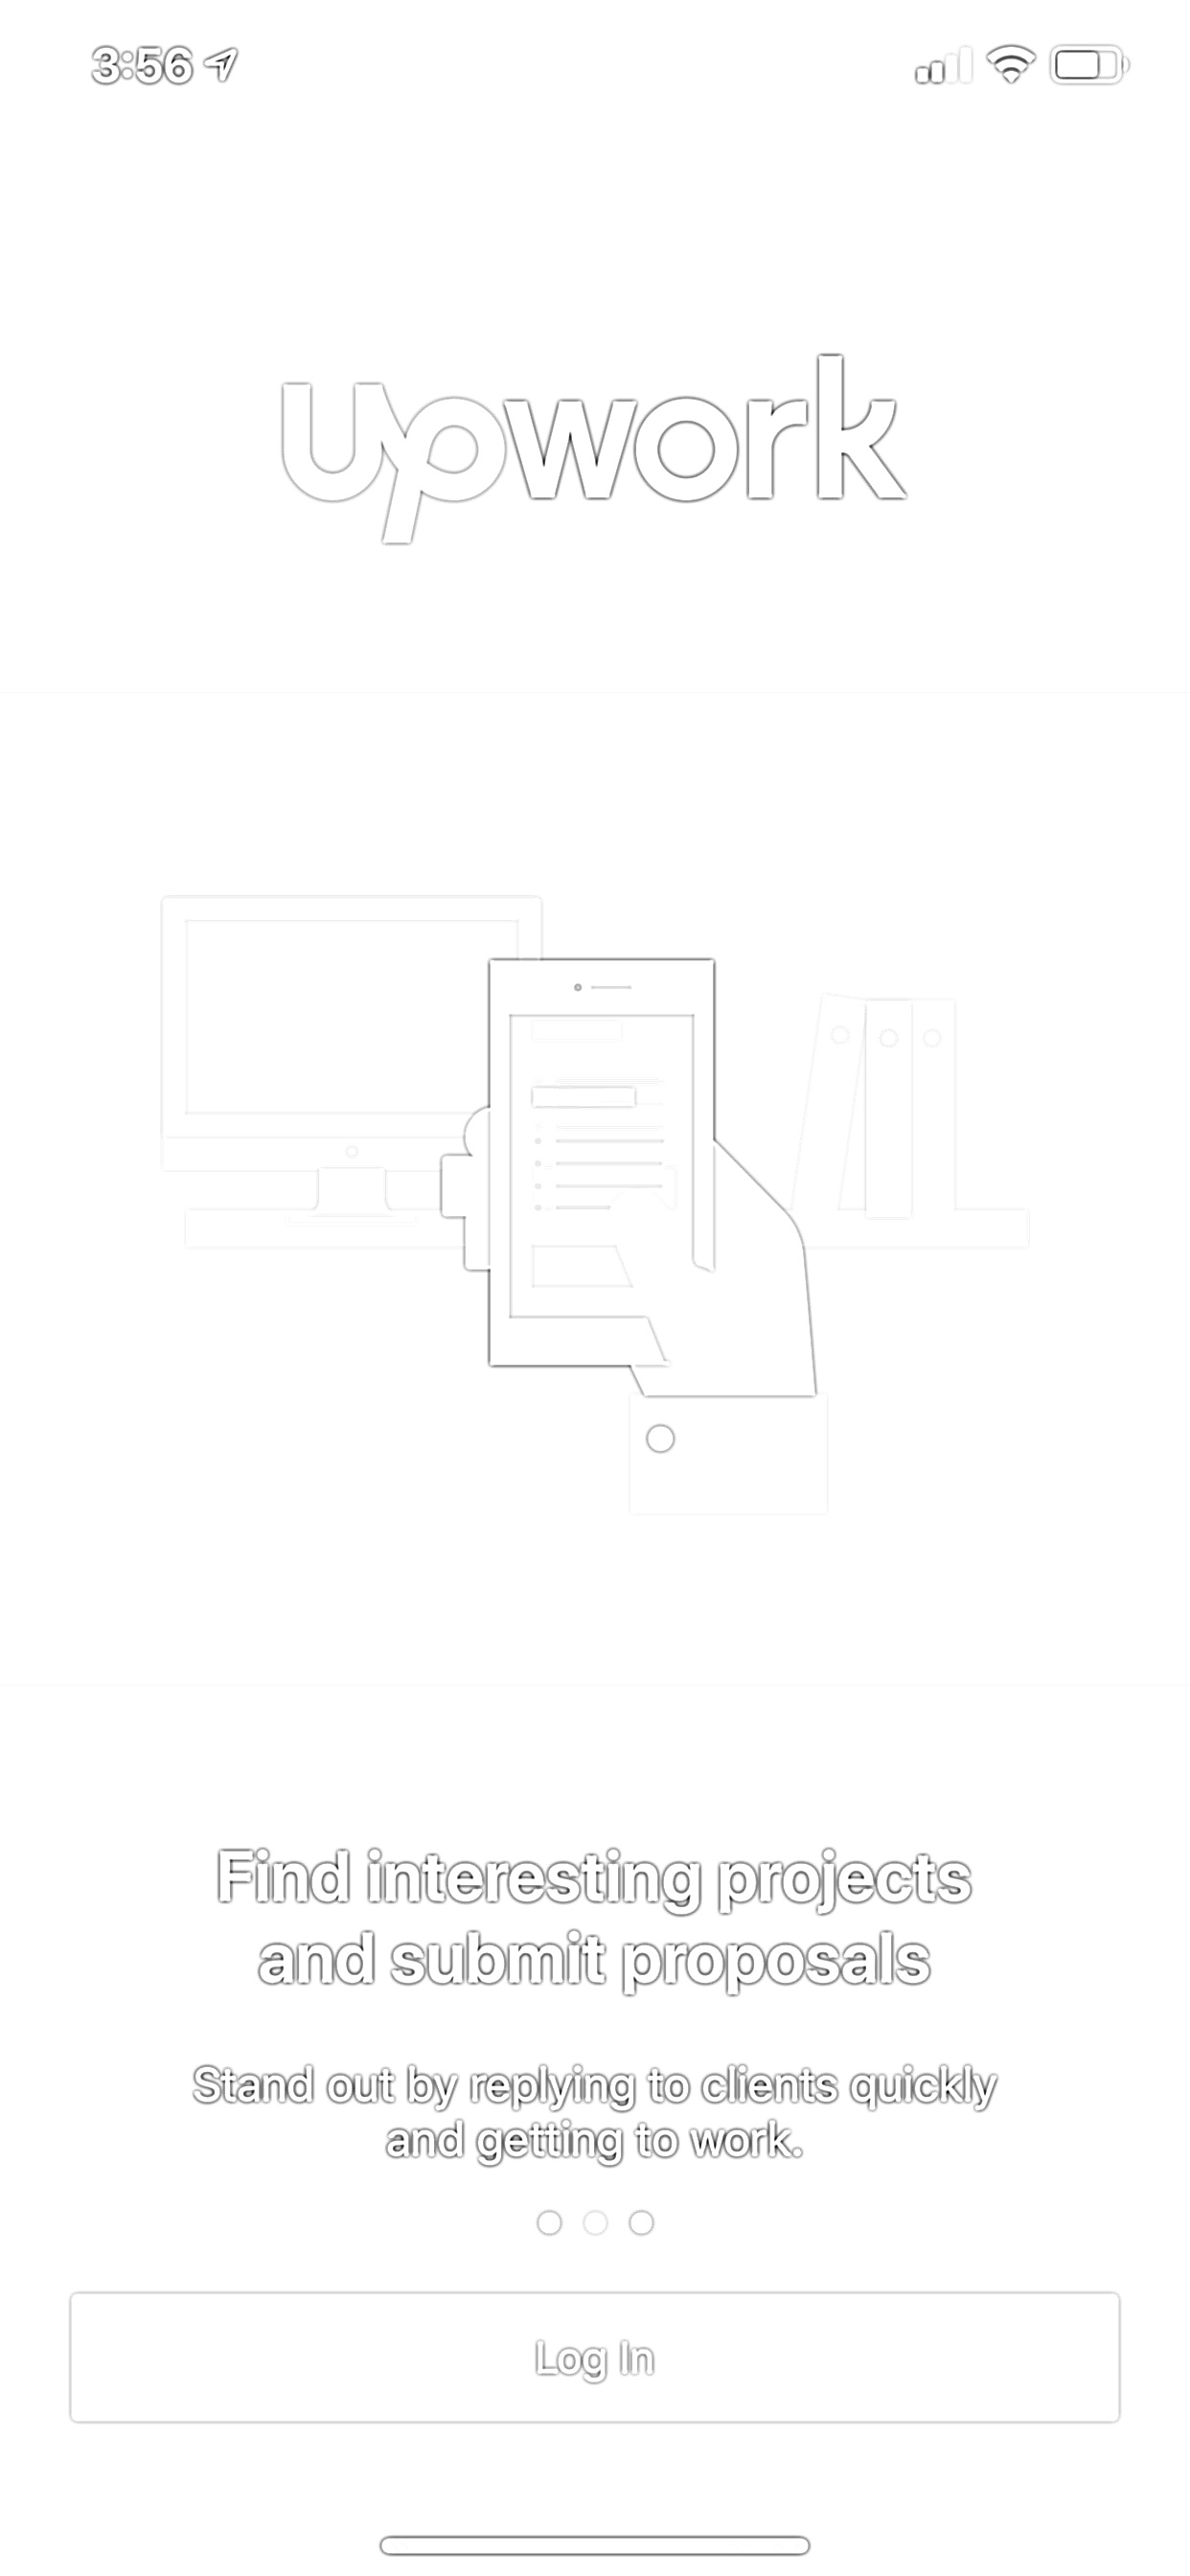 3:56
upwork
Find interesting projects
and submit proposals
Stand out by replying to clients quickly
and getting to work.
Log In